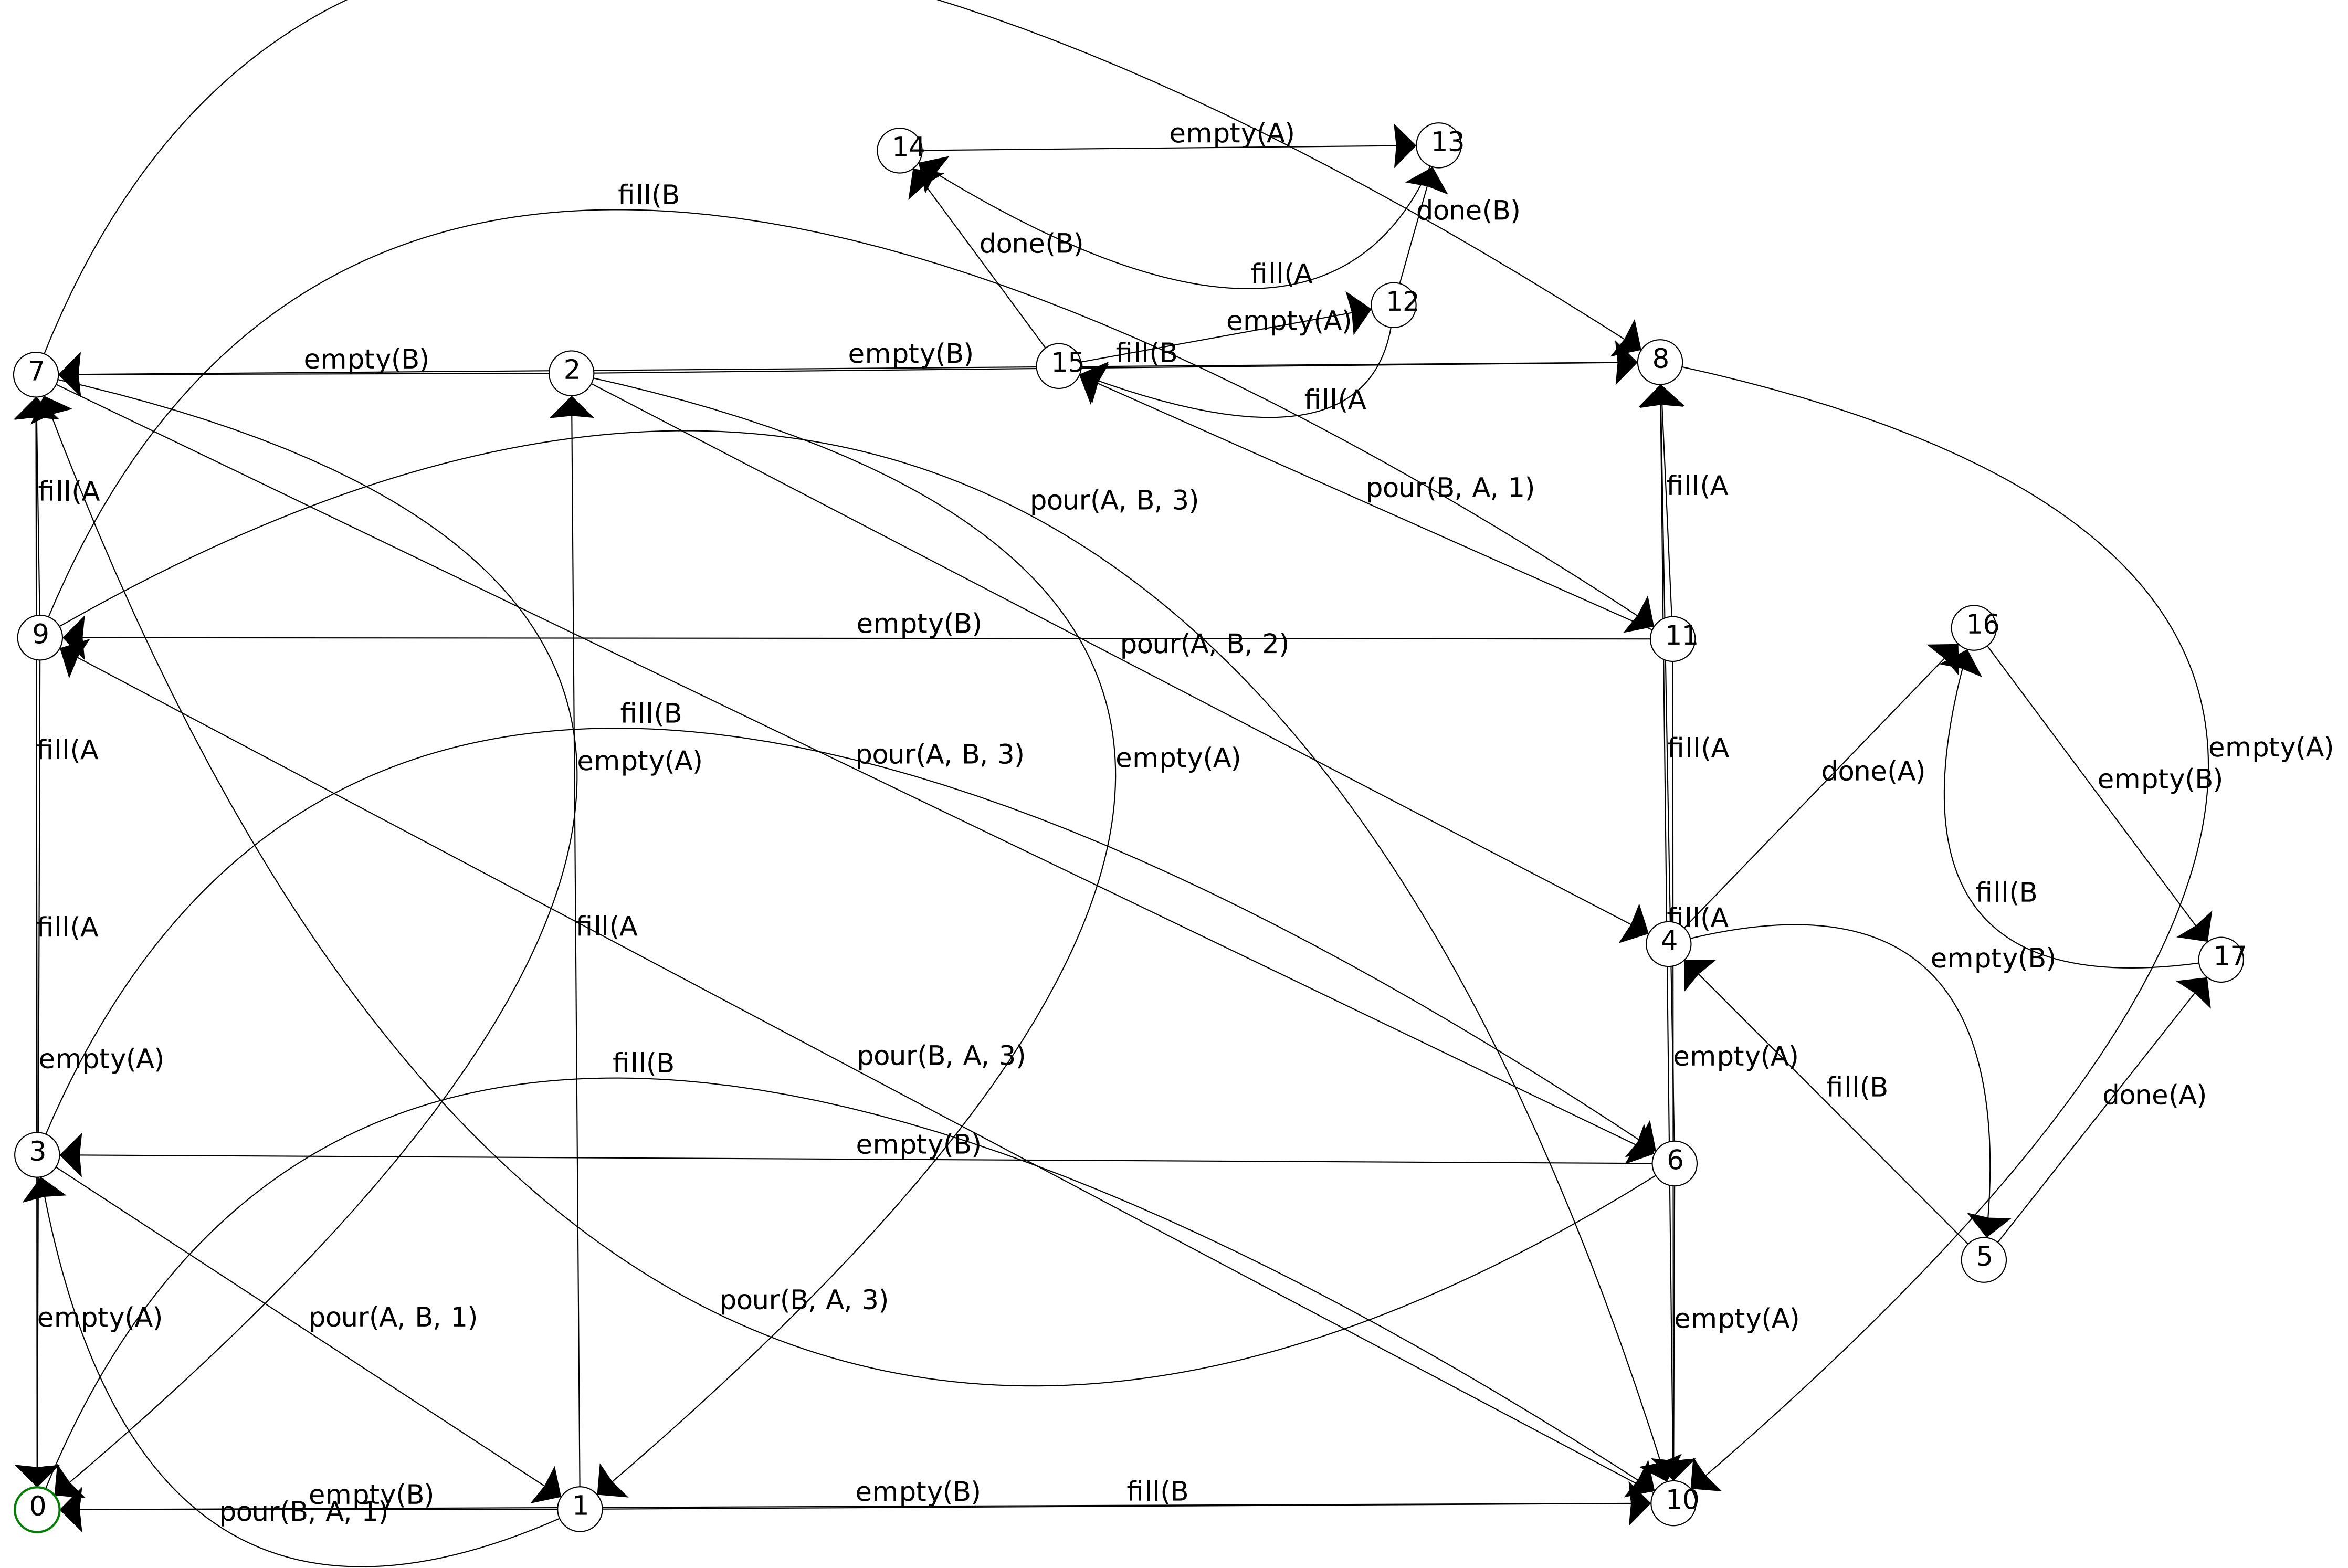 14
empty(A)
13
fill(B
done(B)
done(B)
fill(A
12
empty(A)
7
empty(B)
2
empty(B)
15
fill(B
8
fill(A
fill(A
pour(A, B, 3)
pour(B, A, 1)
fill(A
9
empty(B)
11
16
pour(A, B, 2)
fill(B
fill(A
empty(A)
pour(A, B, 3)
empty(A)
fill(A
done(A)
empty(B)
empty(A)
fill(B
fill(A
fill(A
fill(A
4
empty(B)
17
empty(A)
fill(B
pour(B, A, 3)
empty(A)
fill(B
done(A)
3
empty(B)
6
5
empty(A)
pour(A, B, 1)
pour(B, A, 3)
empty(A)
0
empty(B)
pour(B, A, 1)
1
empty(B)
fill(B
10